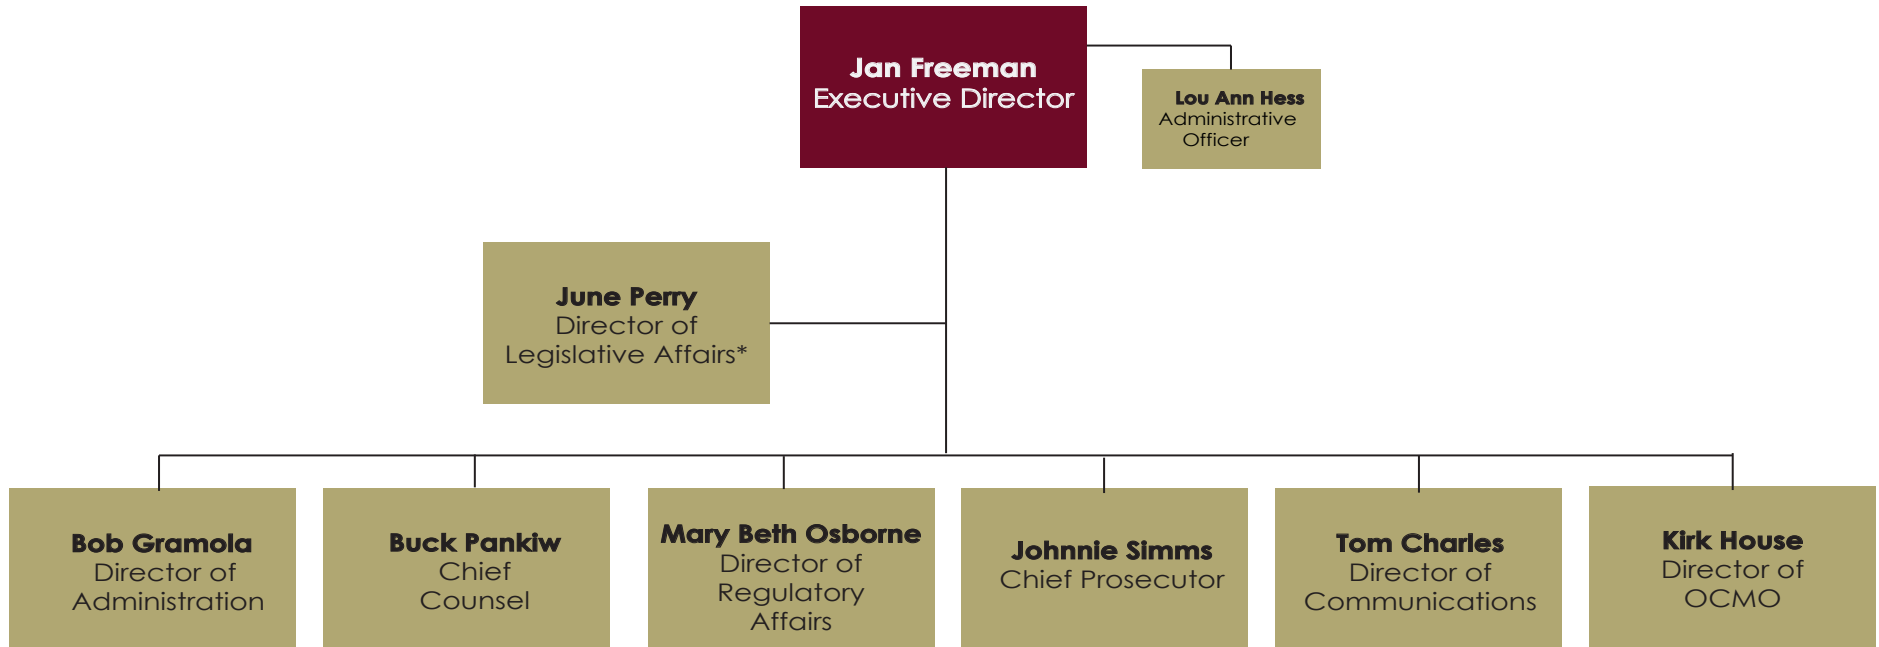 Jan Freeman
Executive Director
Lou Ann Hess
Administrative
Officer
June Perry
Director of
Legislative Affairs*
Bob Gramola
Director of
Administration
Buck Pankiw
Chief
Counsel
Mary Beth Osborne
Director of
Regulatory
Affairs
Johnnie Simms
Chief Prosecutor
Tom Charles
Director of
Communications
Kirk House
Director of
OCMO